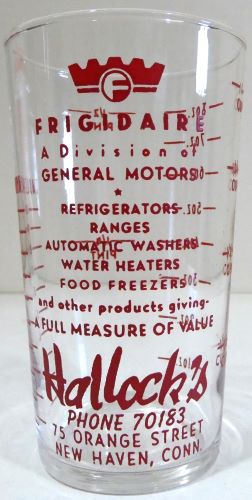 F
FRIGIDAIRE
A Division of
GENERAL MOTORS
REFRIGERATORS
RANGES
AUTOMATIC WASHERS
WATER HEATERS
FOOD FREEZERS
and other products giving-
A FULL MEASURE OF VALUE
Hallock's
PHONE 70183
75 ORANGE STREET
NEW HAVEN, CONN.